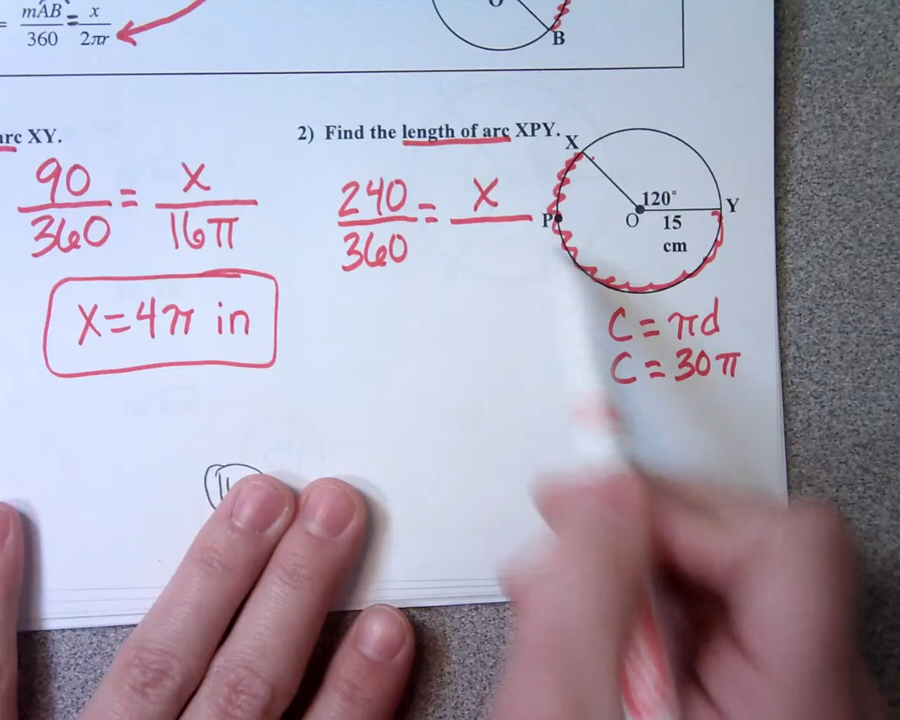 = mAB/360 = x/2πr
O
B
arc XY.
90/360 = x/16π
x=4π in
2) Find the length of arc XPY.
240/360 = x/
X
120°
O
15
cm
Y
P
C = πd
C = 30π